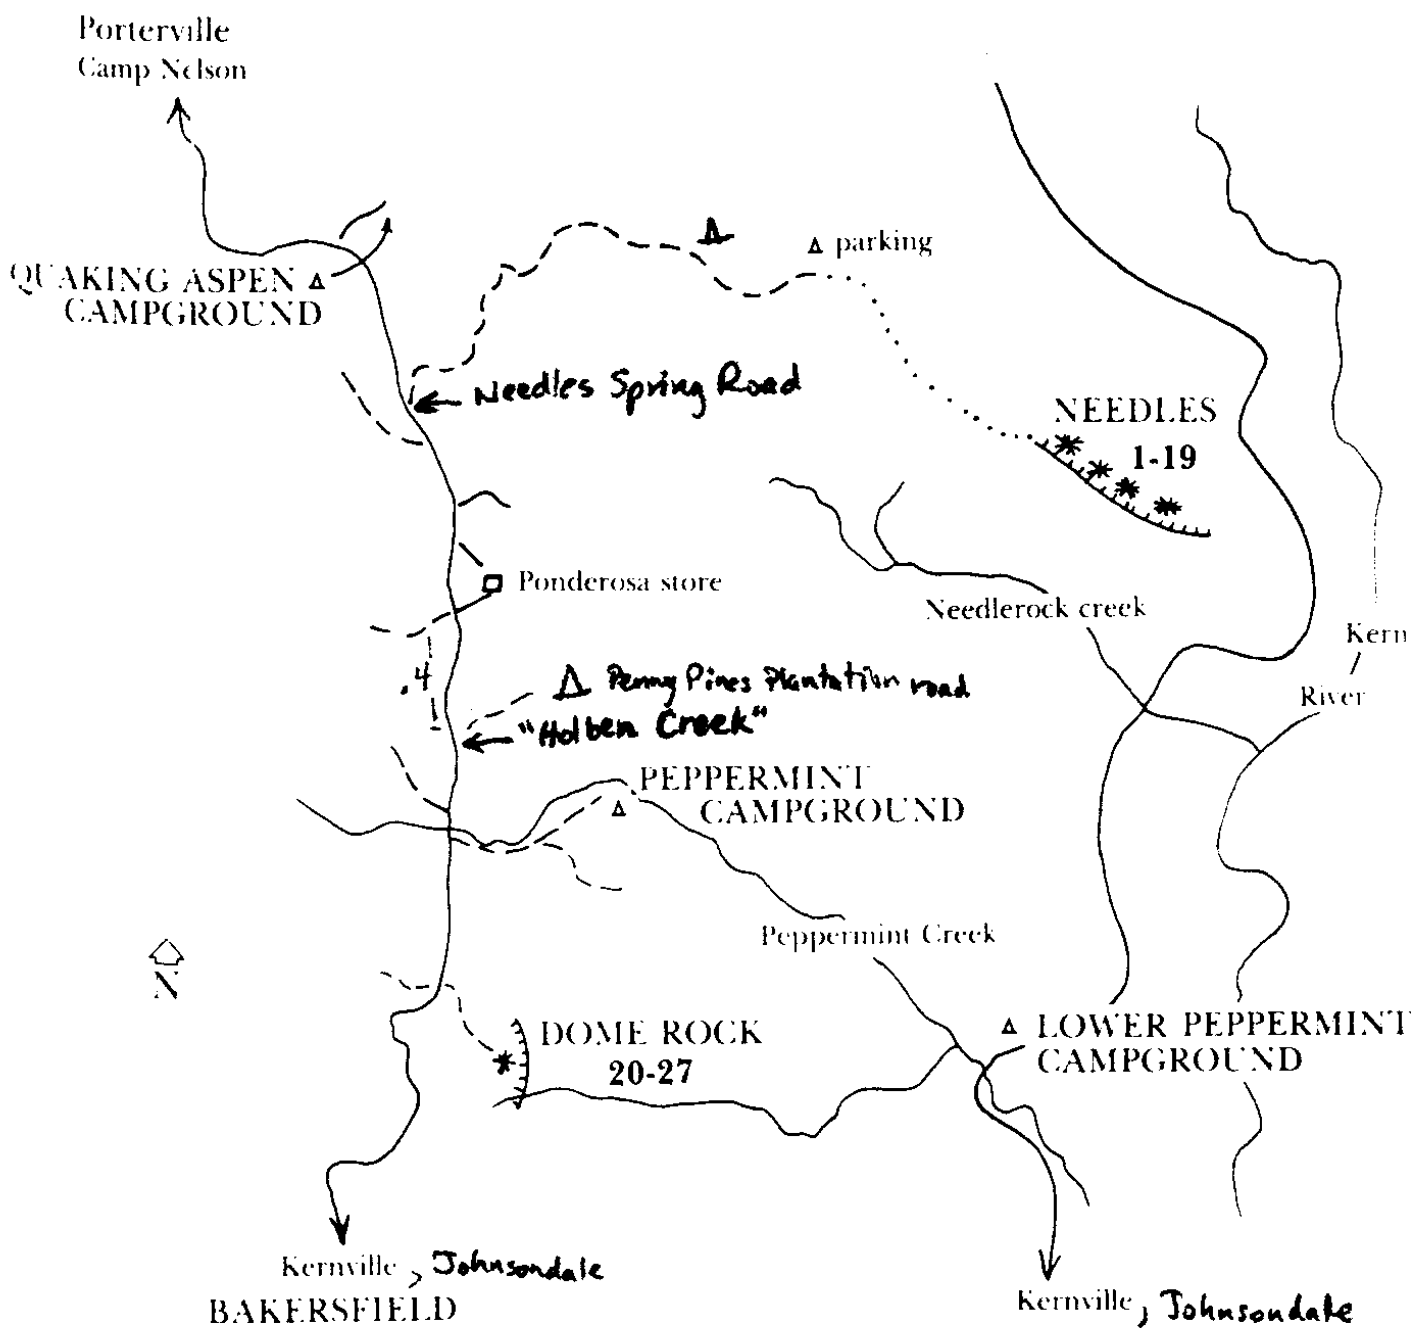 Porterville
Camp Nelson
parking
QUAKING ASPEN
CAMPGROUND
Needles Spring Road
NEEDLES
1-19
Ponderosa store
Needlerock creek
Kern
.4
Penny Pines Plantation road
River
"Holben Creek"
PEPPERMINT
CAMPGROUND
Peppermint Creek
N
DOME ROCK
20-27
LOWER PEPPERMINT
CAMPGROUND
Kernville, Johnsondale
BAKERSFIELD
Kernville, Johnsondale